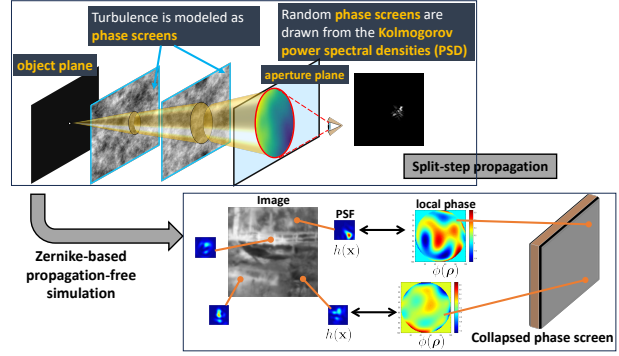 Turbulence is modeled as
phase screens
Random phase screens are
drawn from the Kolmogorov
power spectral densities (PSD)
object plane
aperture plane
Split-step propagation
Zernike-based
propagation-free
simulation
Image
PSF
local phase
h(x)
ϕ(ρ)
h(x)
ϕ(ρ)
Collapsed phase screen